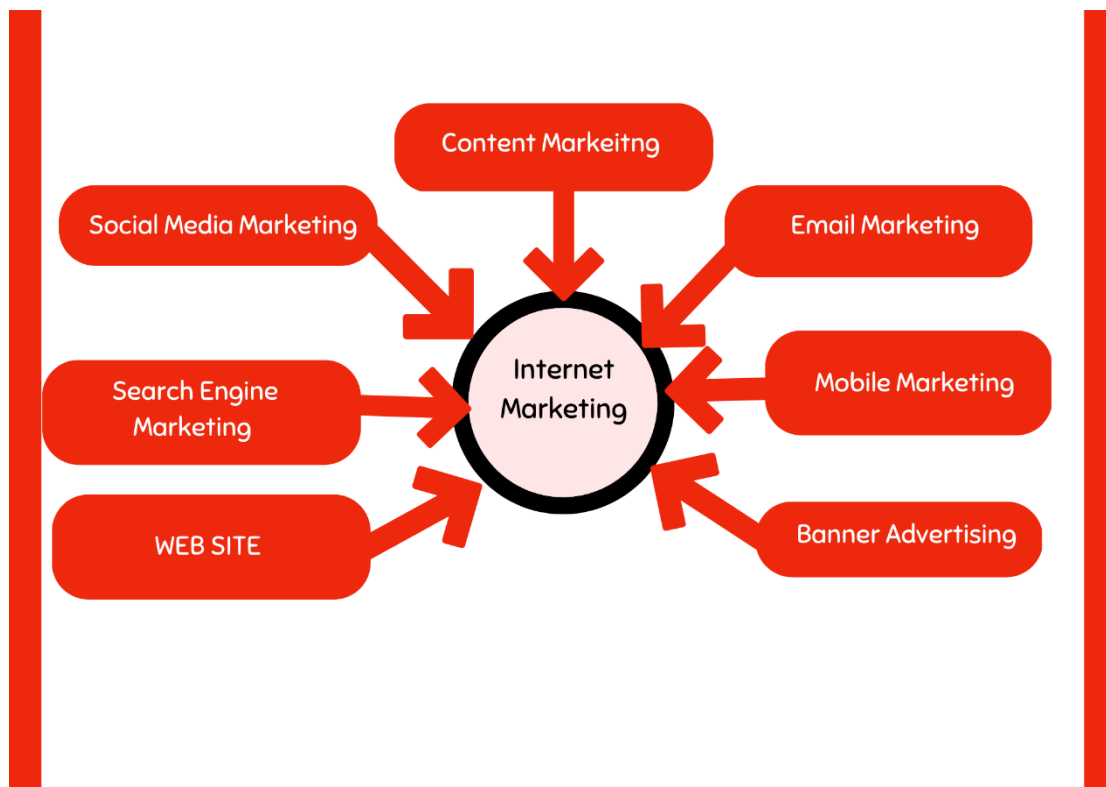 Content Markeitng
Social Media Marketing
Email Marketing
Internet
Marketing
Search Engine
Marketing
Mobile Marketing
WEB SITE
Banner Advertising